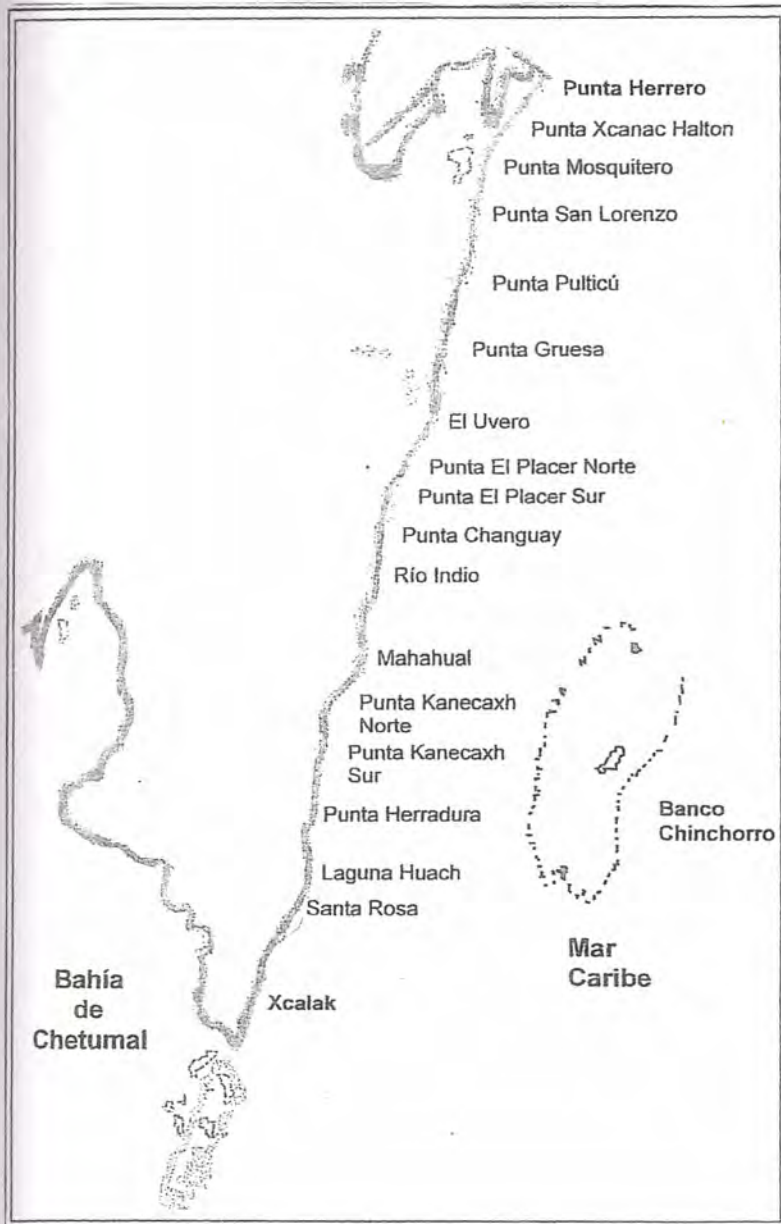 Punta Herrero
Punta Xcanac Halton
Punta Mosquitero
Punta San Lorenzo
Punta Pulticú
Punta Gruesa
El Uvero
Punta El Placer Norte
Punta El Placer Sur
Punta Changuay
Río Indio
Mahahual
Punta Kanecaxh
Norte
Punta Kanecaxh
Sur
Punta Herradura
Banco
Chinchorro
Laguna Huach
Santa Rosa
Mar
Caribe
Bahía
de
Chetumal
Xcalak